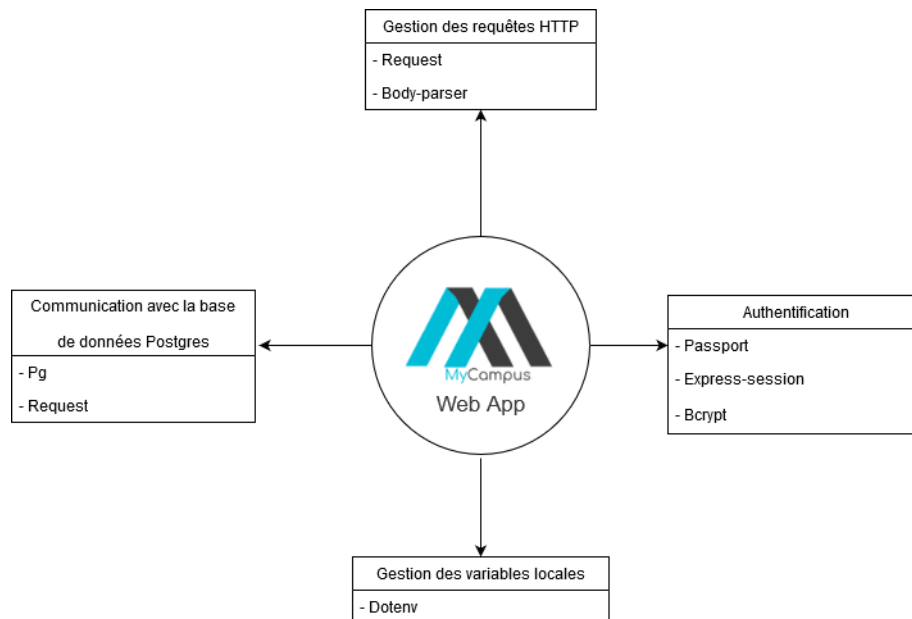 Gestion des requêtes HTTP
- Request
- Body-parser
Communication avec la base
de données Postgres
- Pg
- Request
MyCampus
Web App
Authentification
- Passport
- Express-session
- Bcrypt
Gestion des variables locales
- Dotenv